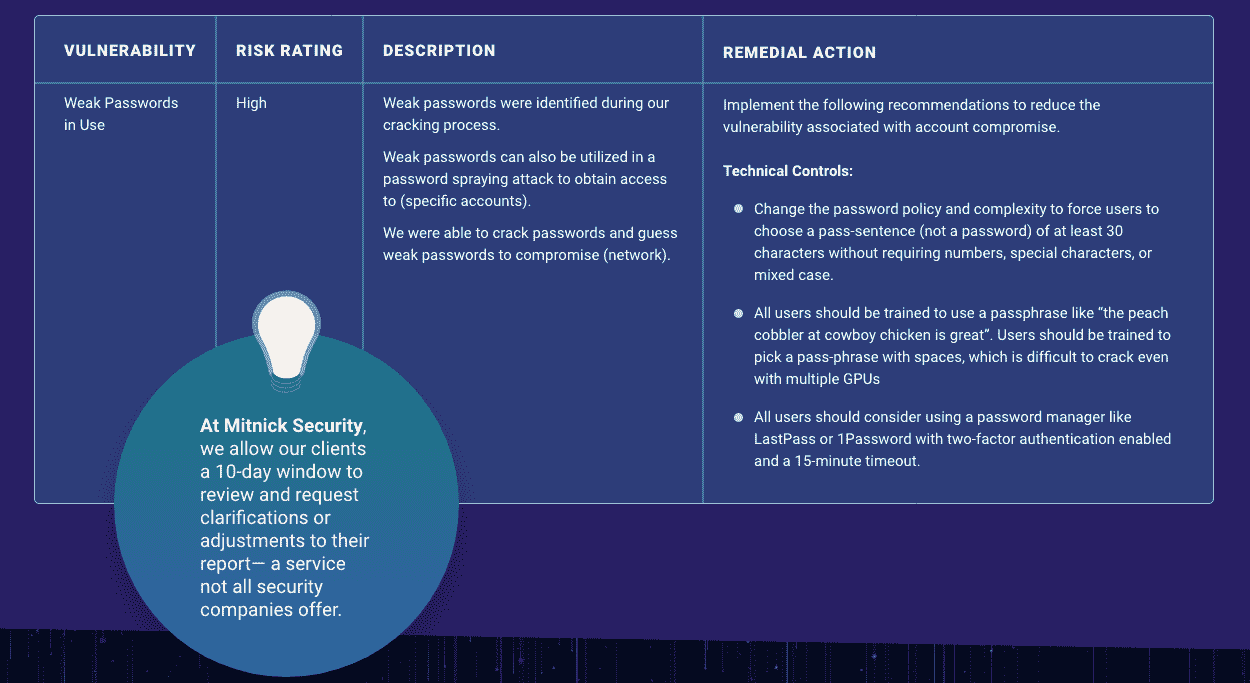 VULNERABILITY
RISK RATING
DESCRIPTION
REMEDIAL ACTION
Weak Passwords
in Use
High
Weak passwords were identified during our
cracking process.
Weak passwords can also be utilized in a
password spraying attack to obtain access
to (specific accounts).
We were able to crack passwords and guess
weak passwords to compromise (network).
Implement the following recommendations to reduce the
vulnerability associated with account compromise.
Technical Controls:
Change the password policy and complexity to force users to
choose a pass-sentence (not a password) of at least 30
characters without requiring numbers, special characters, or
mixed case.
All users should be trained to use a passphrase like “the peach
cobbler at cowboy chicken is great”. Users should be trained to
pick a pass-phrase with spaces, which is difficult to crack even
with multiple GPUs
All users should consider using a password manager like
LastPass or 1Password with two-factor authentication enabled
and a 15-minute timeout.
At Mitnick Security,
we allow our clients
a 10-day window to
review and request
clarifications or
adjustments to their
report— a service
not all security
companies offer.